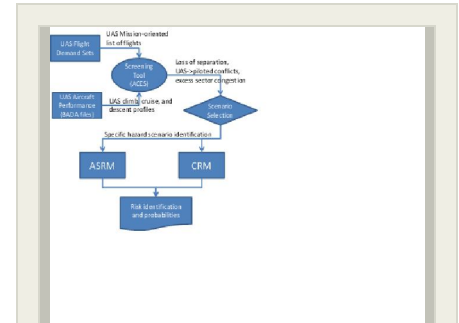 UAS Flight
Demand Sets
UAS Mission-oriented
list of flights
Screening
Tool
(ACES)
Loss of separation,
UAS->piloted conflicts,
excess sector congestion
UAS Aircraft
Performance
(BADA files)
UAS climb, cruise, and
descent profiles
Scenario
Selection
Specific hazard scenario identification
ASRM
CRM
Risk identification
and probabilities